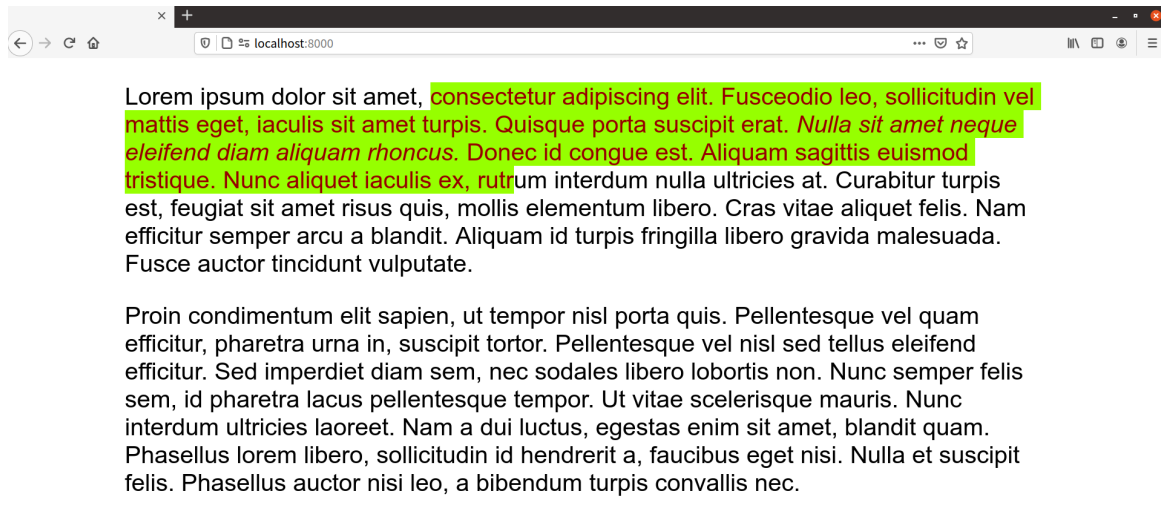 localhost:8000
Lorem ipsum dolor sit amet, consectetur adipiscing elit. Fusceodio leo, sollicitudin vel
mattis eget, iaculis sit amet turpis. Quisque porta suscipit erat. Nulla sit amet neque
eleifend diam aliquam rhoncus. Donec id congue est. Aliquam sagittis euismod
tristique. Nunc aliquet iaculis ex, rutrum interdum nulla ultricies at. Curabitur turpis
est, feugiat sit amet risus quis, mollis elementum libero. Cras vitae aliquet felis. Nam
efficitur semper arcu a blandit. Aliquam id turpis fringilla libero gravida malesuada.
Fusce auctor tincidunt vulputate.
Proin condimentum elit sapien, ut tempor nisl porta quis. Pellentesque vel quam
efficitur, pharetra urna in, suscipit tortor. Pellentesque vel nisl sed tellus eleifend
efficitur. Sed imperdiet diam sem, nec sodales libero lobortis non. Nunc semper felis
sem, id pharetra lacus pellentesque tempor. Ut vitae scelerisque mauris. Nunc
interdum ultricies laoreet. Nam a dui luctus, egestas enim sit amet, blandit quam.
Phasellus lorem libero, sollicitudin id hendrerit a, faucibus eget nisi. Nulla et suscipit
felis. Phasellus auctor nisi leo, a bibendum turpis convallis nec.